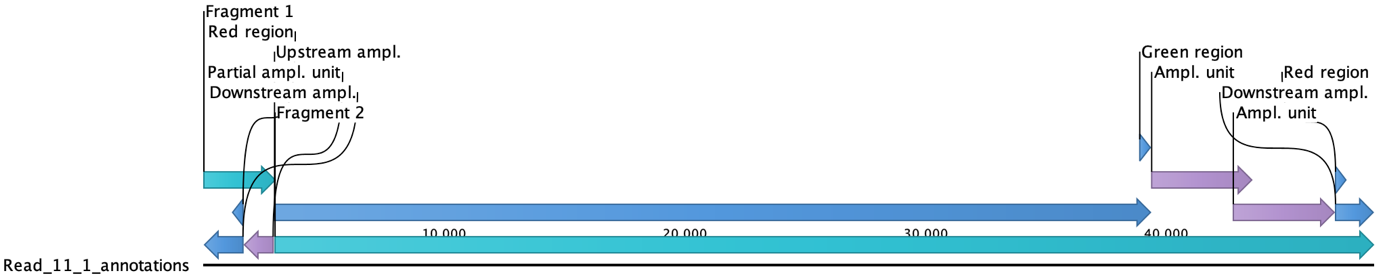 Fragment 1
Red region
Upstream ampl.
Green region
Partial ampl. unit
Ampl. unit
Red region
Downstream ampl.
Downstream ampl.
Fragment 2
Ampl. unit
10 000
20 000
30 000
40 000
Read_11_1_annotations